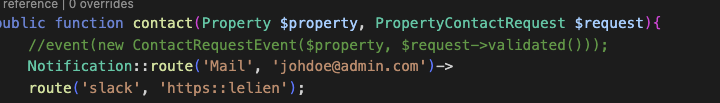 reference | 0 overrides
public function contact(Property $property, PropertyContactRequest $request){
//event(new ContactRequestEvent($property, $request->validated()));
Notification::route('Mail', 'johdoe@admin.com')->
route('slack', 'https::lelien');